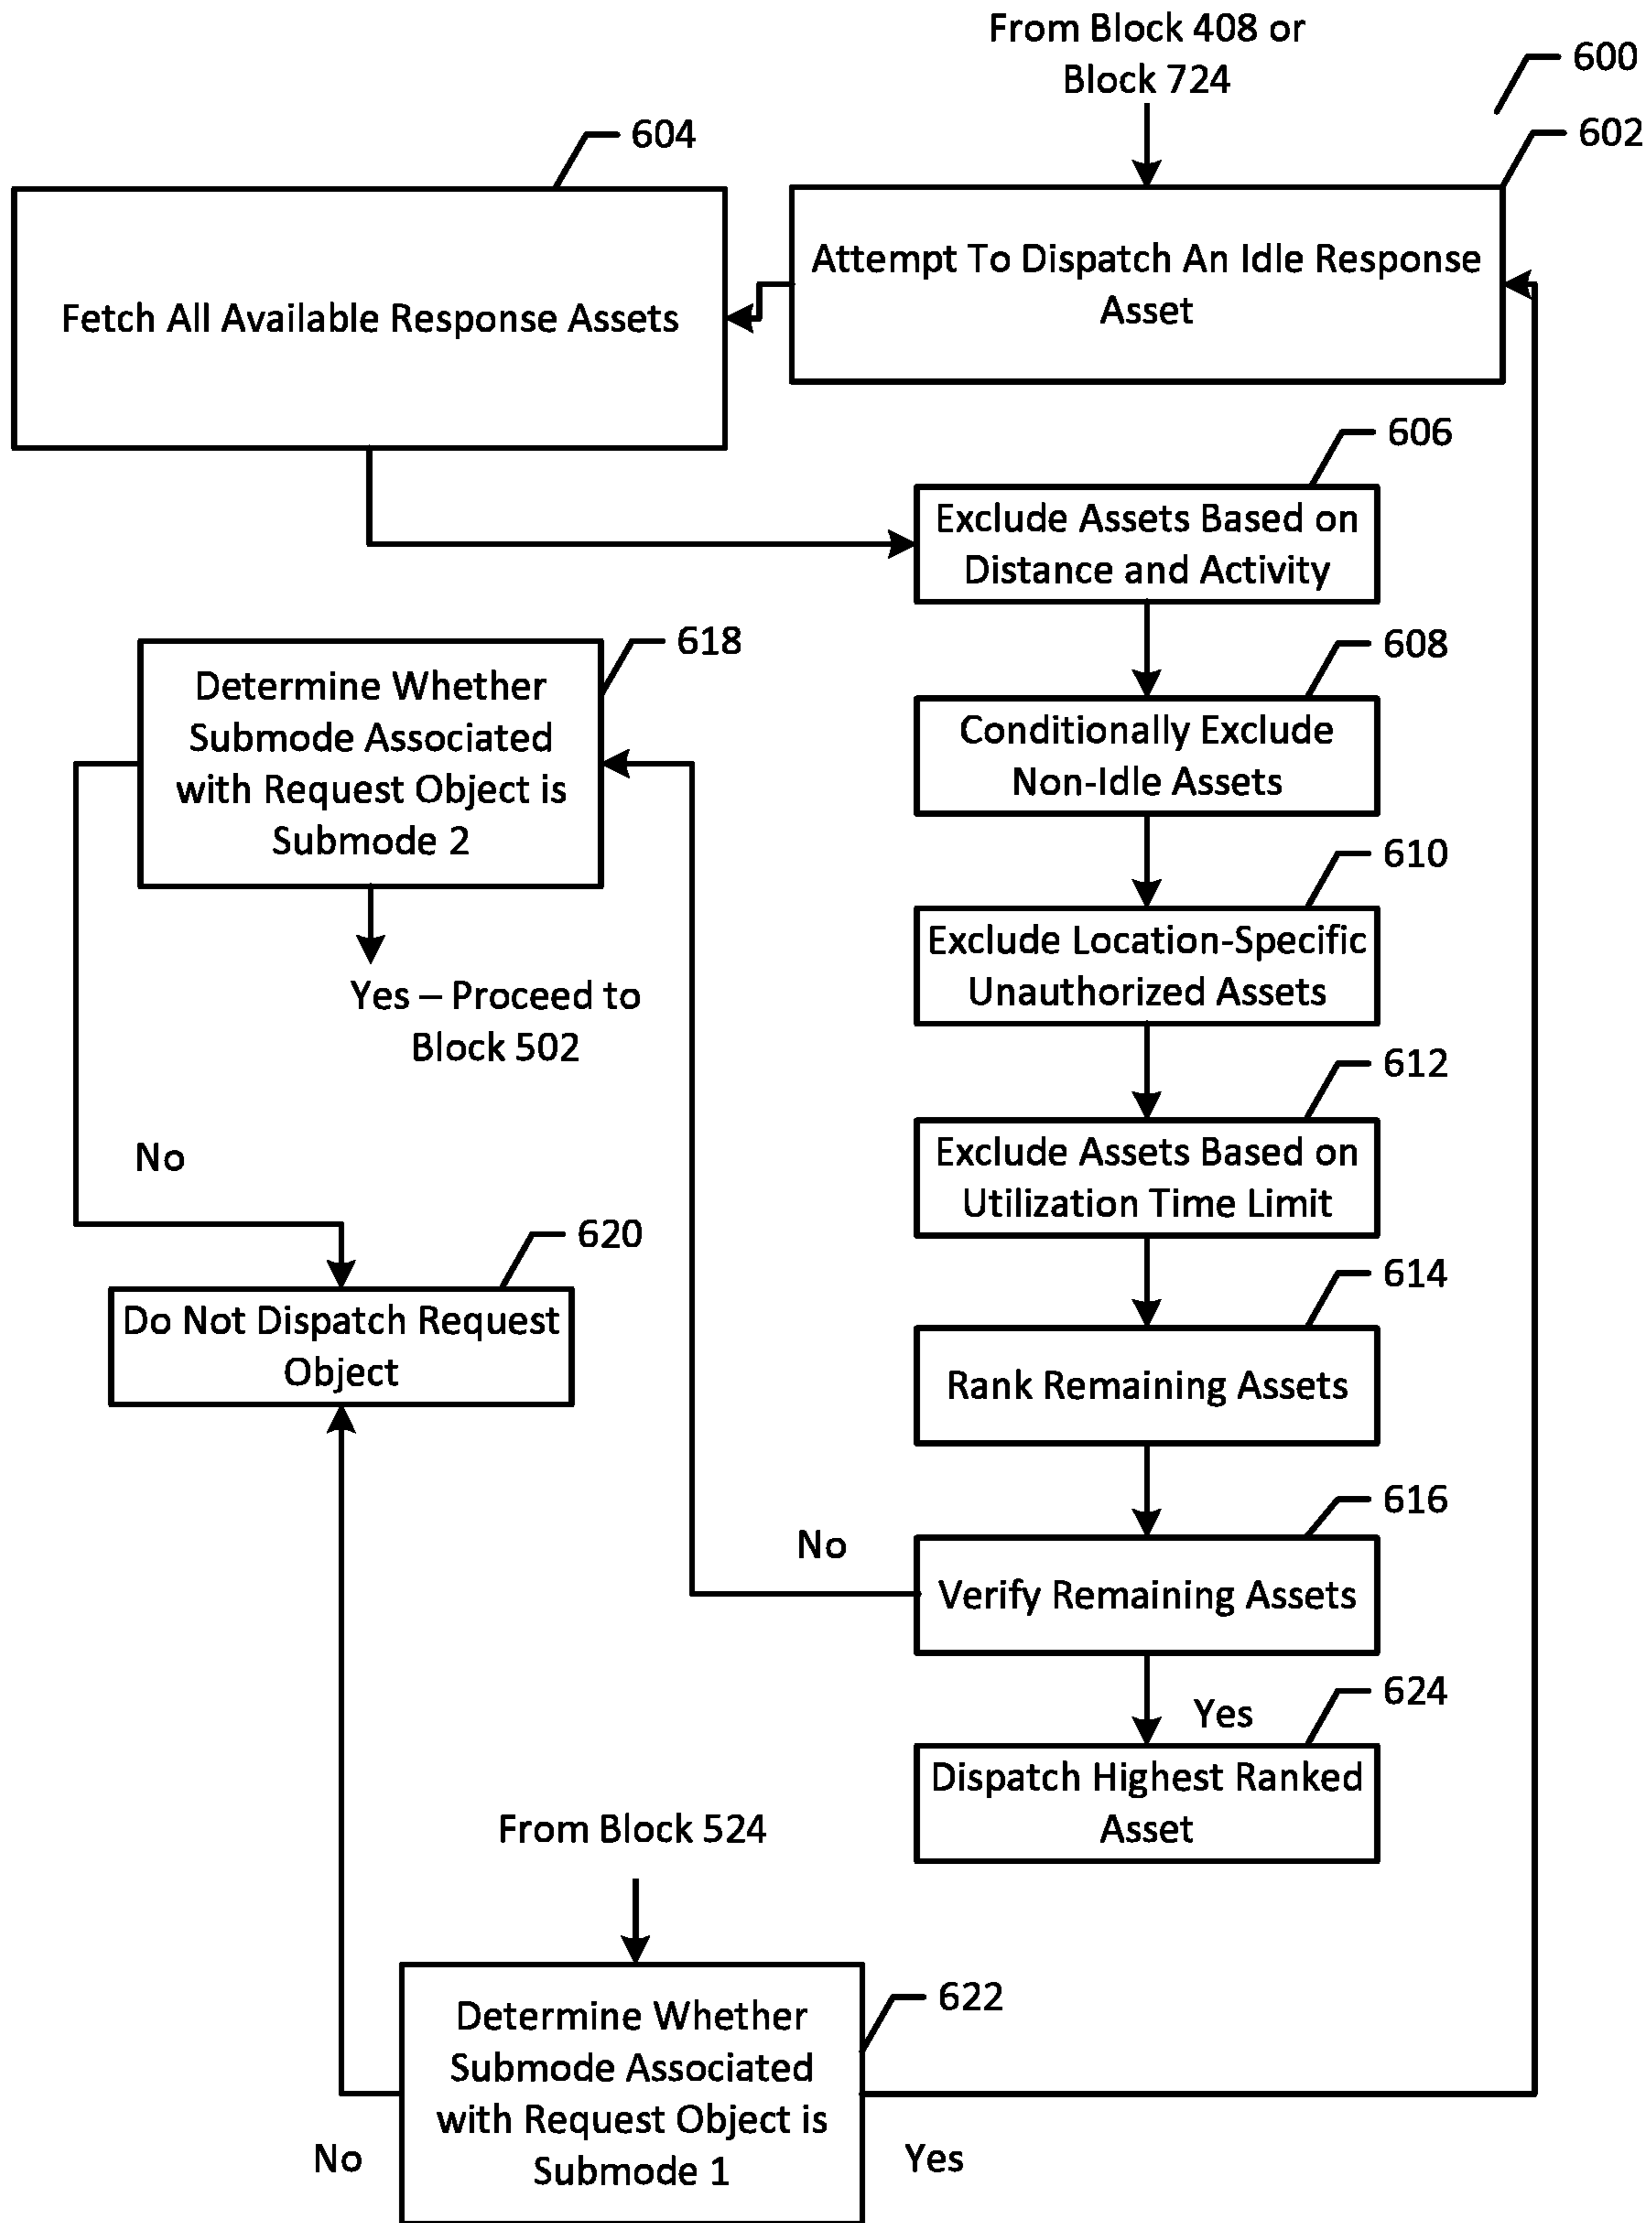 From Block 408 or
Block 724
600
602
604
Attempt To Dispatch An Idle Response
Asset
Fetch All Available Response Assets
606
Exclude Assets Based on
Distance and Activity
618
Determine Whether
Submode Associated
with Request Object is
Submode 2
608
Conditionally Exclude
Non-Idle Assets
610
Exclude Location-Specific
Unauthorized Assets
Yes – Proceed to
Block 502
612
Exclude Assets Based on
Utilization Time Limit
No
620
Do Not Dispatch Request
Object
614
Rank Remaining Assets
616
No
Verify Remaining Assets
624
Yes
Dispatch Highest Ranked
Asset
From Block 524
622
Determine Whether
Submode Associated
with Request Object is
Submode 1
No
Yes